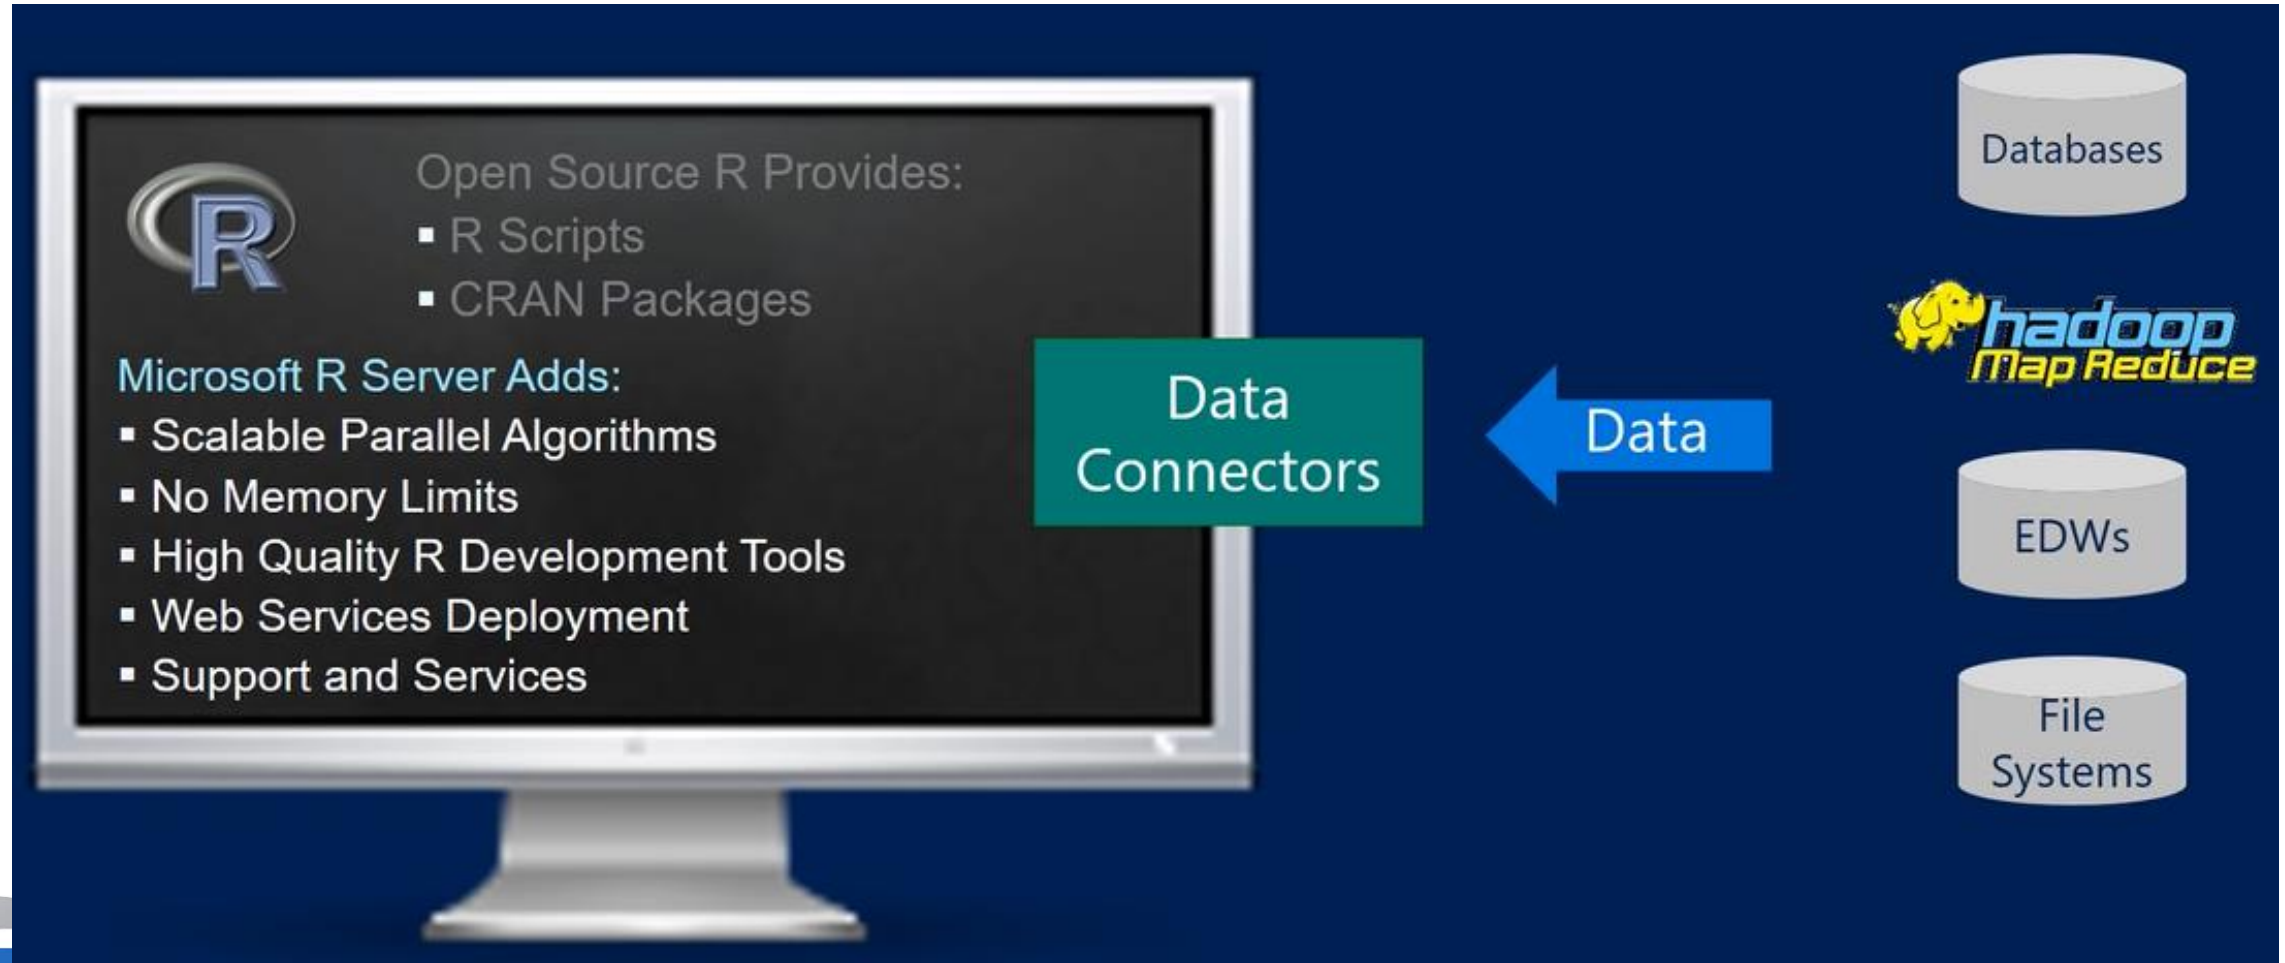 R
Open Source R Provides:
▪ R Scripts
▪ CRAN Packages
Microsoft R Server Adds:
▪ Scalable Parallel Algorithms
▪ No Memory Limits
▪ High Quality R Development Tools
▪ Web Services Deployment
▪ Support and Services
Data
Connectors
Data
Databases
hadoop
Map Reduce
EDWs
File
Systems